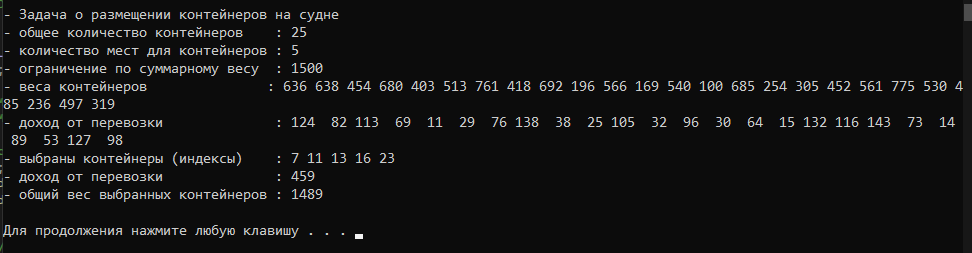 - Задача о размещении контейнеров на судне
- общее количество контейнеров    : 25
- количество мест для контейнеров : 5
- ограничение по суммарному весу  : 1500
- веса контейнеров               : 636 638 454 680 403 513 761 418 692 196 566 169 540 100 685 254 305 452 561 775 530 4
85 236 497 319
- доход от перевозки              : 124  82 113  69  11  29  76 138  38  25 105  32  96  30  64  15 132 116 143  73  14
 89  53 127  98
- выбраны контейнеры (индексы)    : 7 11 13 16 23
- доход от перевозки              : 459
- общий вес выбранных контейнеров : 1489
Для продолжения нажмите любую клавишу . . .